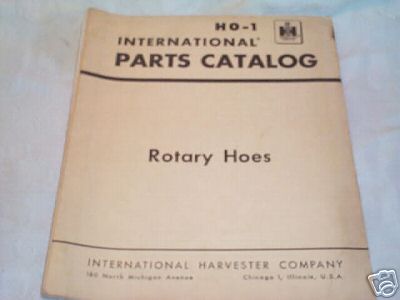 HO-1
INTERNATIONAL
PARTS CATALOG
Rotary Hoes
INTERNATIONAL HARVESTER COMPANY
180 North Michigan Avenue Chicago 1, Illinois, U.S.A.